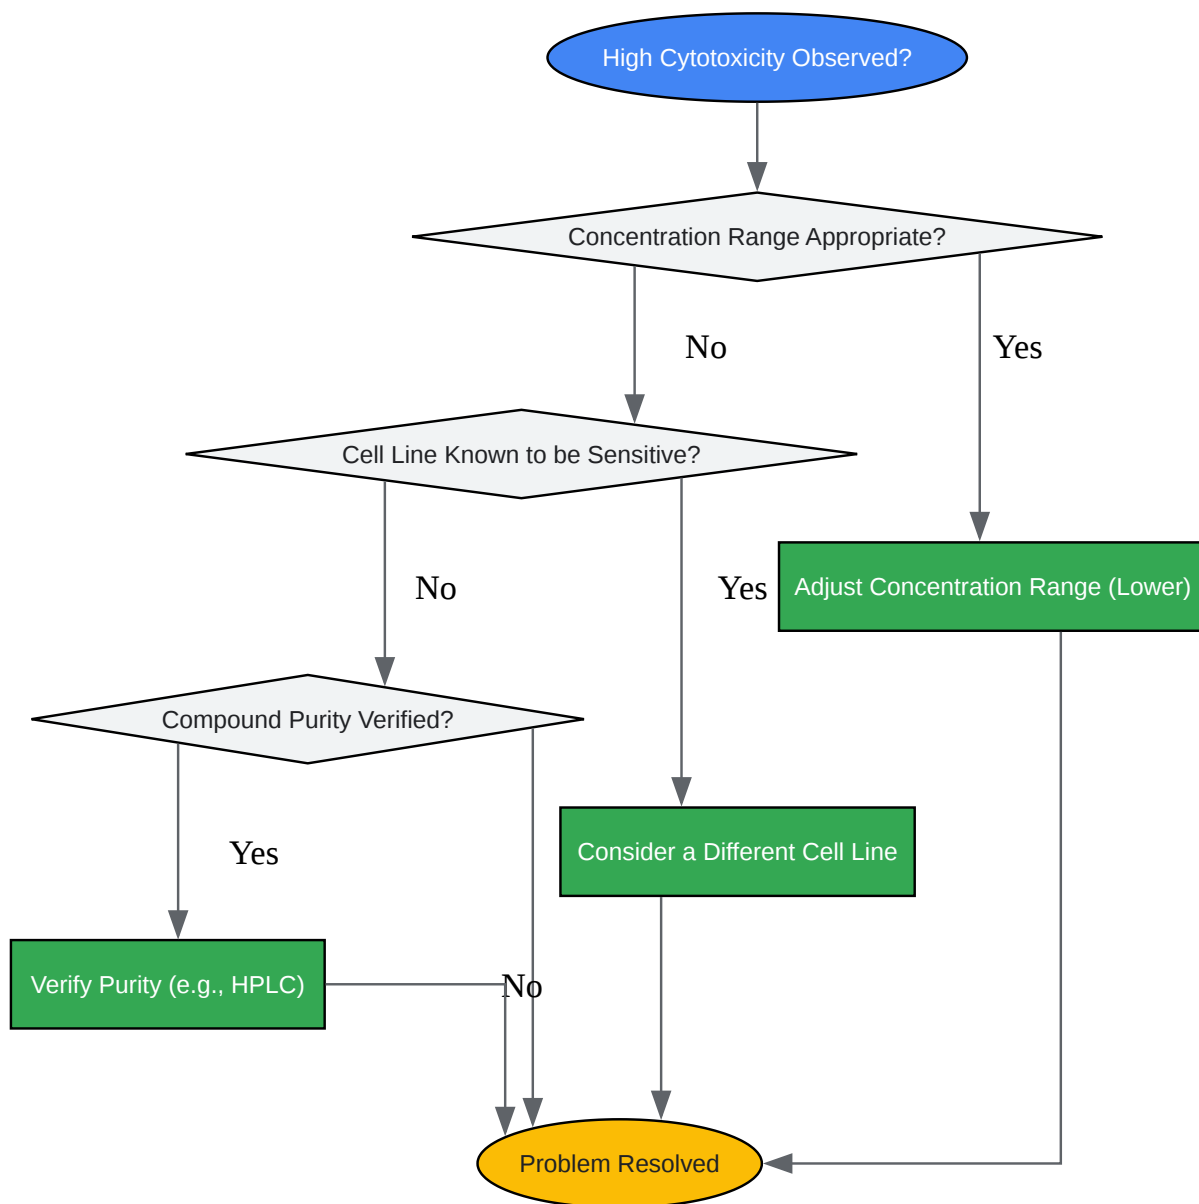 High Cytotoxicity Observed?
Concentration Range Appropriate?
No
Yes
Cell Line Known to be Sensitive?
No
Yes
Adjust Concentration Range (Lower)
Compound Purity Verified?
Yes
Consider a Different Cell Line
Verify Purity (e.g., HPLC)
No
Problem Resolved